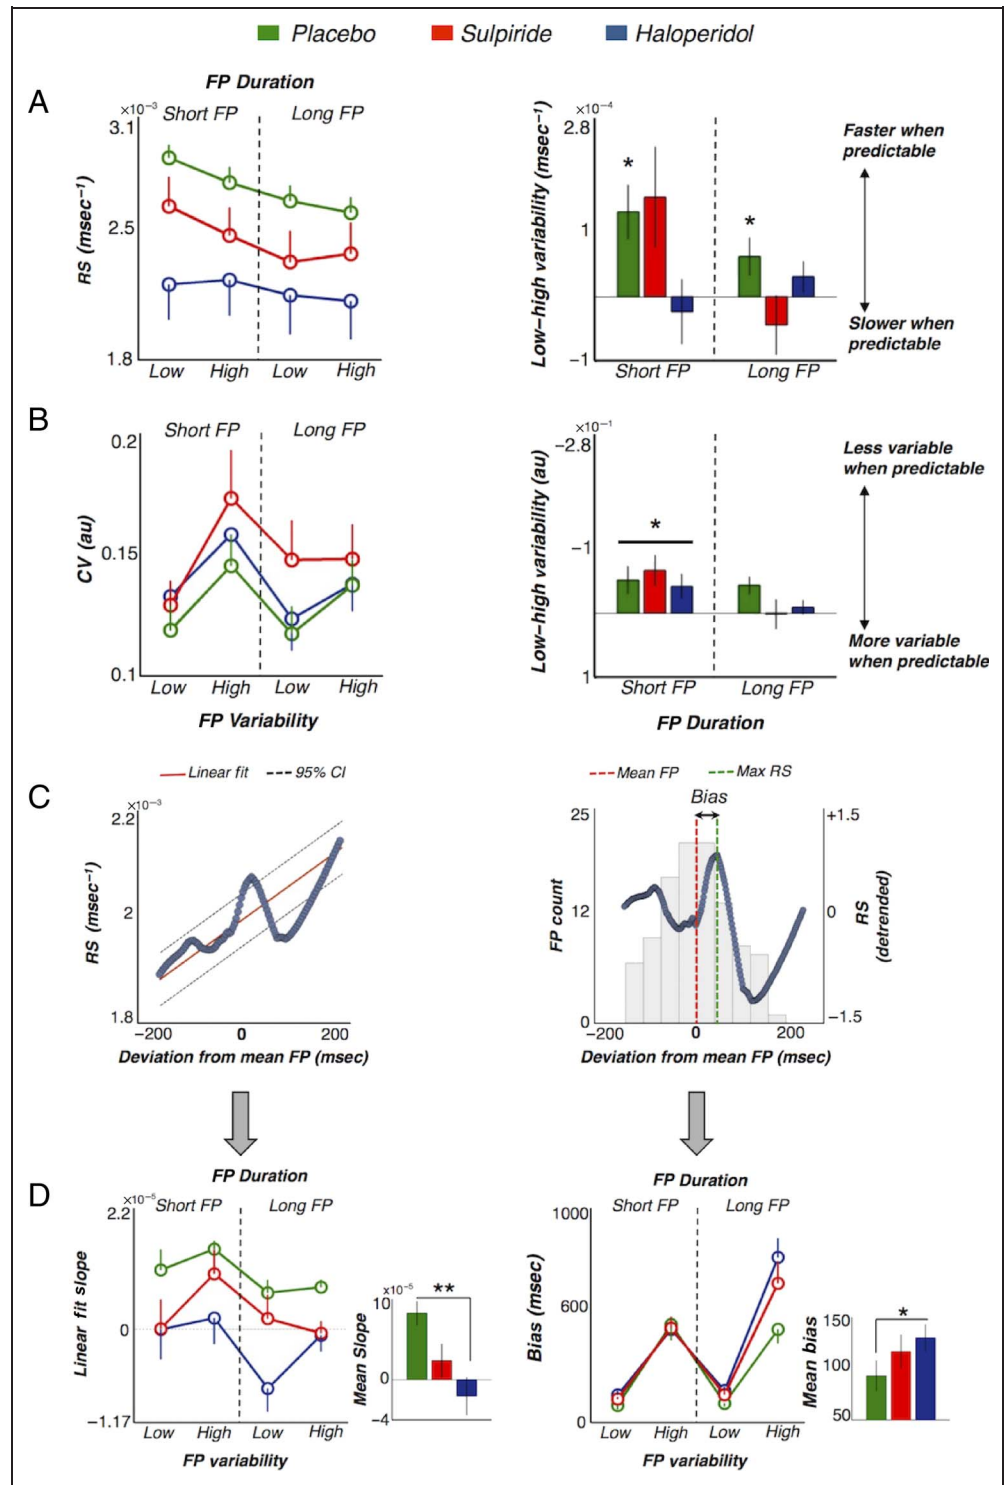 Placebo Sulpiride Haloperidol
A
FP Duration
×10⁻³
Short FP Long FP
3.1
2.5
1.8
RS (msec⁻¹)
Low High Low High
×10⁻⁴
2.8
1
−1
Low−high variability (msec⁻¹)
*
*
Short FP Long FP
Faster when
predictable
Slower when
predictable
B
Short FP Long FP
0.2
0.15
0.1
CV (au)
Low High Low High
FP Variability
×10⁻¹
−2.8
−1
1
Low−high variability (au)
*
Short FP Long FP
FP Duration
Less variable
when predictable
More variable
when predictable
C
Linear fit 95% CI
×10⁻³
2.2
2
1.8
RS (msec⁻¹)
−200 0 200
Deviation from mean FP (msec)
Mean FP Max RS
Bias
25
12
0
FP count
+1.5
0
−1.5
RS
(detrended)
−200 0 200
Deviation from mean FP (msec)
D
FP Duration
×10⁻⁵
Short FP Long FP
2.2
0
−1.17
Linear fit slope
Low High Low High
FP variability
×10⁻⁵
10
0
−4
Mean Slope
**
FP Duration
Short FP Long FP
1000
600
0
Bias (msec)
Low High Low High
FP variability
150
100
50
Mean bias
*